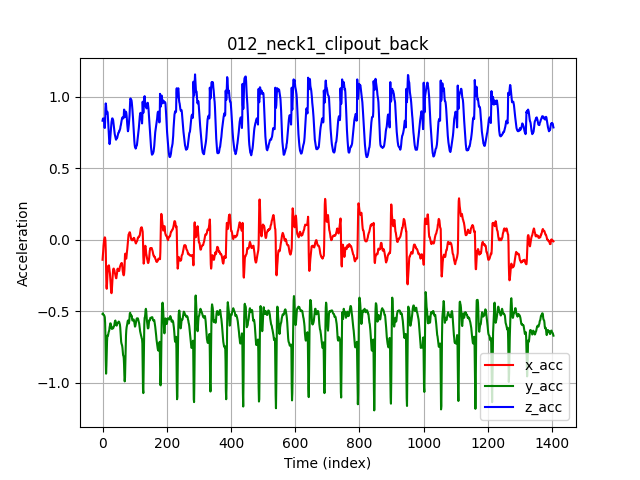 012_neck1_clipout_back
1.0
0.5
0.0
−0.5
−1.0
Acceleration
0
200
400
600
800
1000
1200
1400
Time (index)
x_acc
y_acc
z_acc